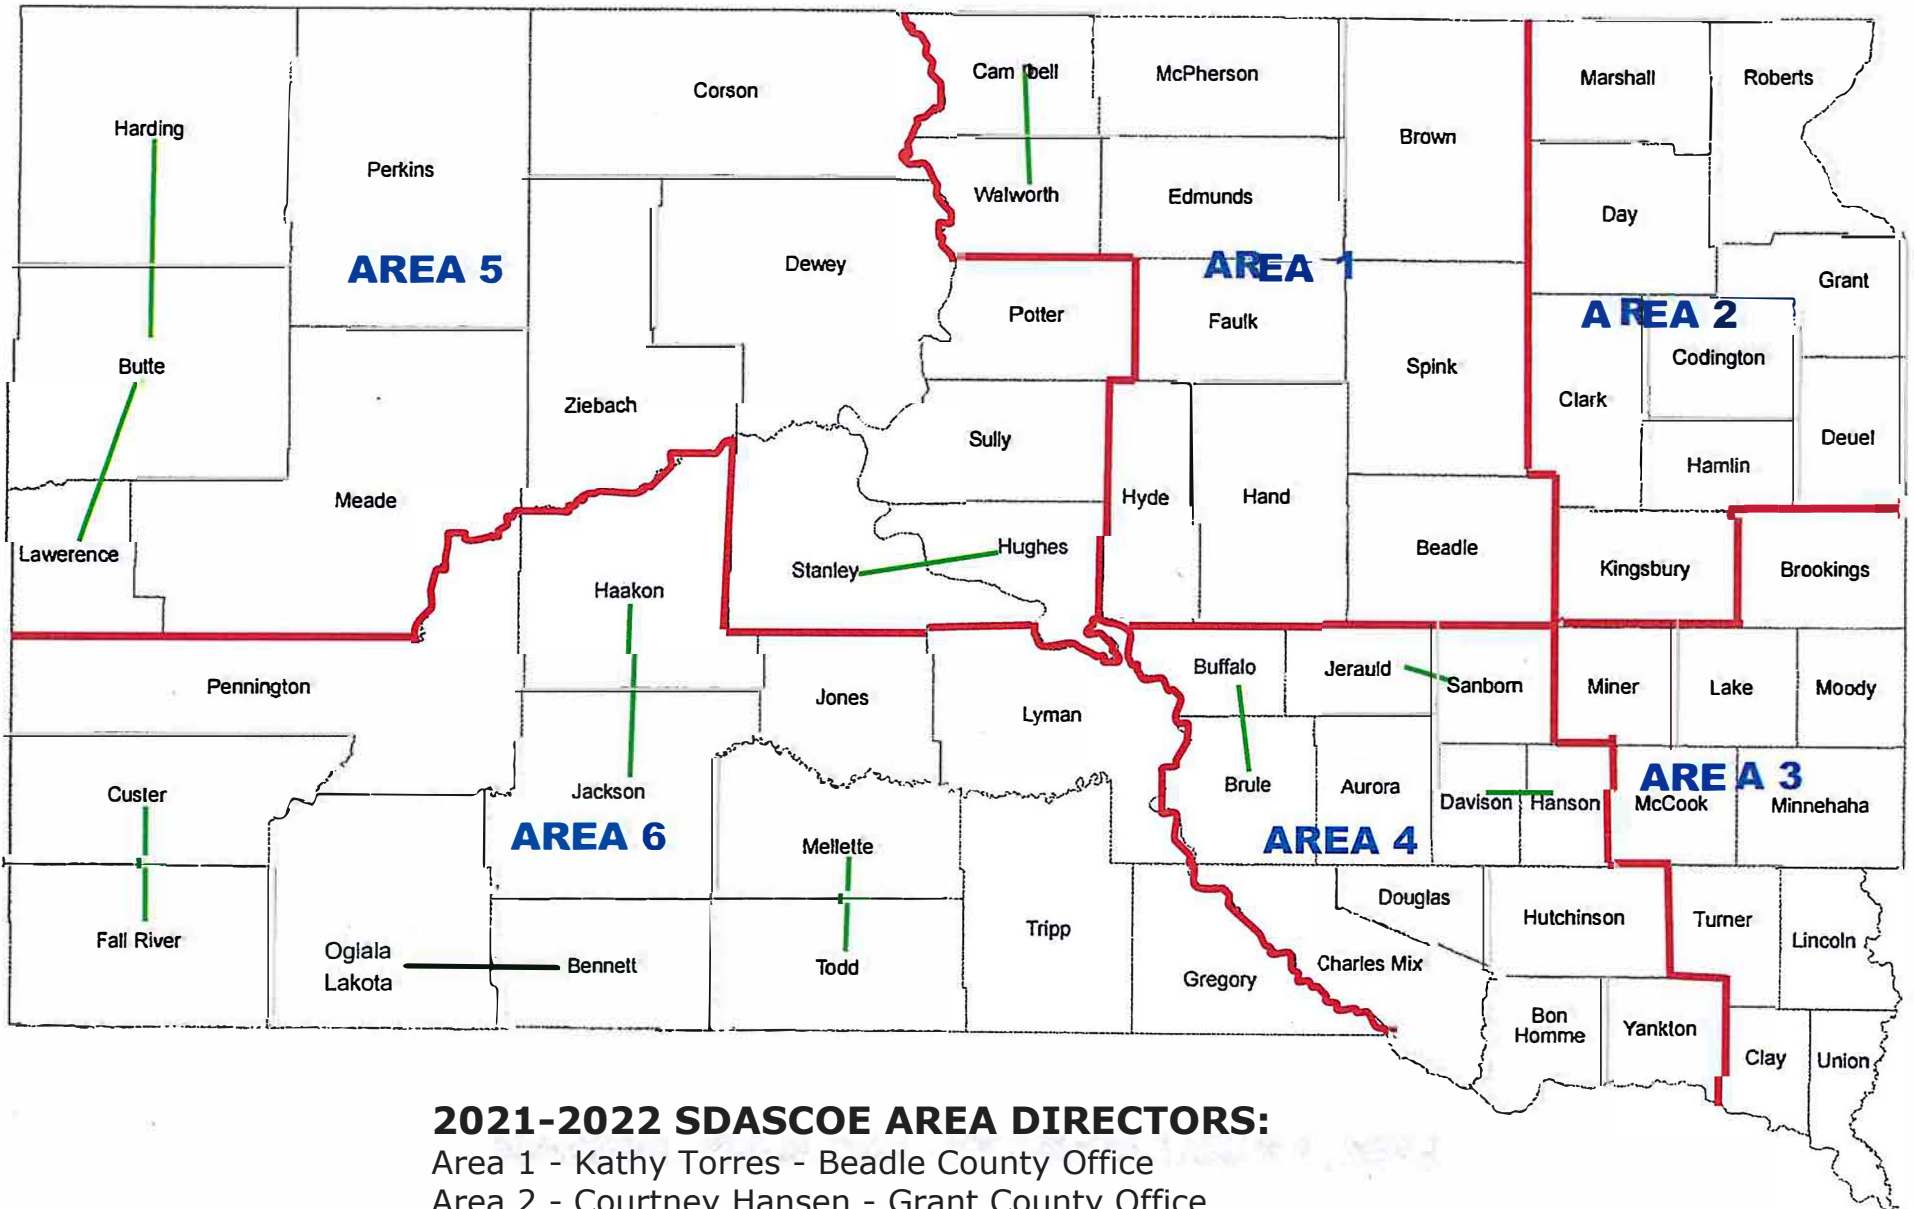 Harding
Perkins
Corson
Cam bell
McPherson
Brown
Marshall
Roberts
Walworth
Edmunds
Day
AREA 5
Dewey
AREA 1
Grant
Potter
Faulk
A REA 2
Butte
Codington
Spink
Ziebach
Clark
Sully
Deuel
Hamlin
Meade
Hyde
Hand
Lawerence
Stanley
Hughes
Beadle
Kingsbury
Brookings
Haakon
Pennington
Jones
Lyman
Buffalo
Jerauld
Sanborn
Miner
Lake
Moody
Custer
Jackson
Brule
Aurora
Davison
Hanson
ARE A 3
McCook
Minnehaha
AREA 6
Mellette
AREA 4
Douglas
Hutchinson
Turner
Fall River
Oglala
Lakota
Bennett
Todd
Tripp
Gregory
Charles Mix
Lincoln
Bon
Homme
Yankton
Clay
Union
2021-2022 SDASCOE AREA DIRECTORS:
Area 1 - Kathy Torres - Beadle County Office
Area 2 - Courtney Hansen - Grant County Office